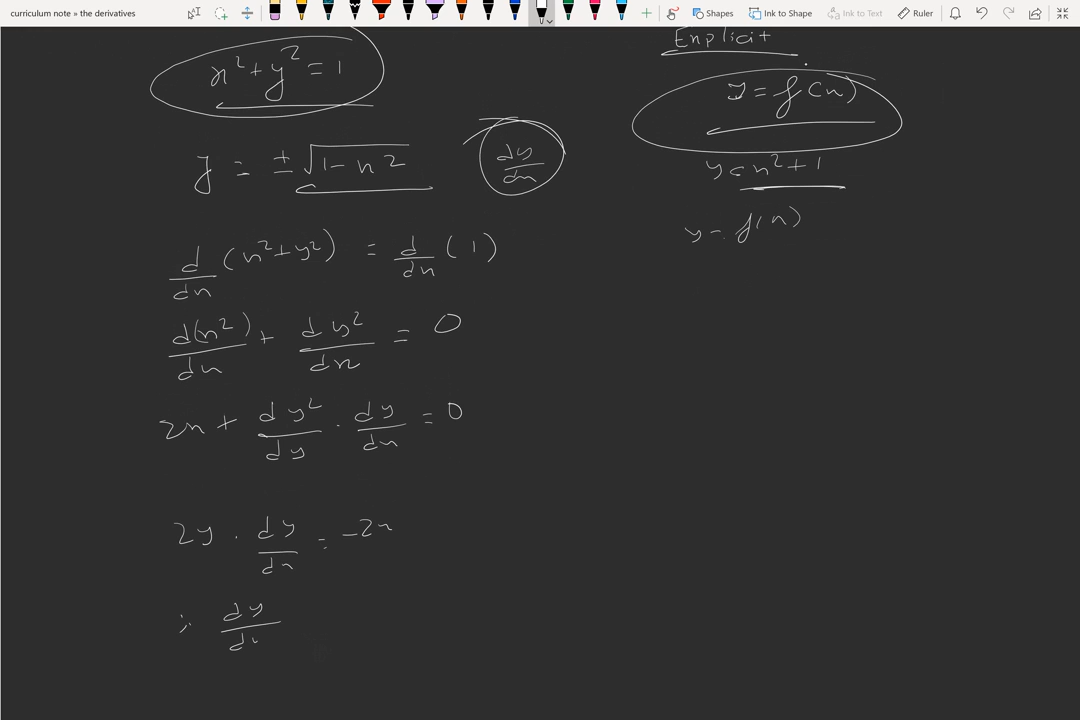 curriculum note » the derivatives
Shapes Ink to Shape Ink to Text Ruler
x² + y² = 1
y = ± √1 - x²
dy/dx
Explicit
y = f(x)
y = x² + 1
y = f(x)
d/dx (x² + y²) = d/dx (1)
d(x²)/dx + dy²/dx = 0
2x + dy²/dy · dy/dx = 0
2y · dy/dx = -2x
∴ dy/dx